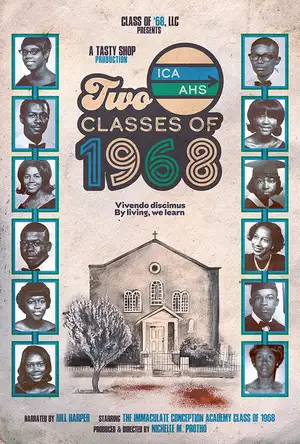 CLASS OF '68, LLC
PRESENTS
A TASTY SHOP
PRODUCTION
ICA
AHS
Two
CLASSES OF
1968
Vivendo discimus
By living, we learn
NARRATED BY HILL HARPER STARRING THE IMMACULATE CONCEPTION ACADEMY CLASS OF 1968
PRODUCED & DIRECTED BY NICHELLE M. PROTHO